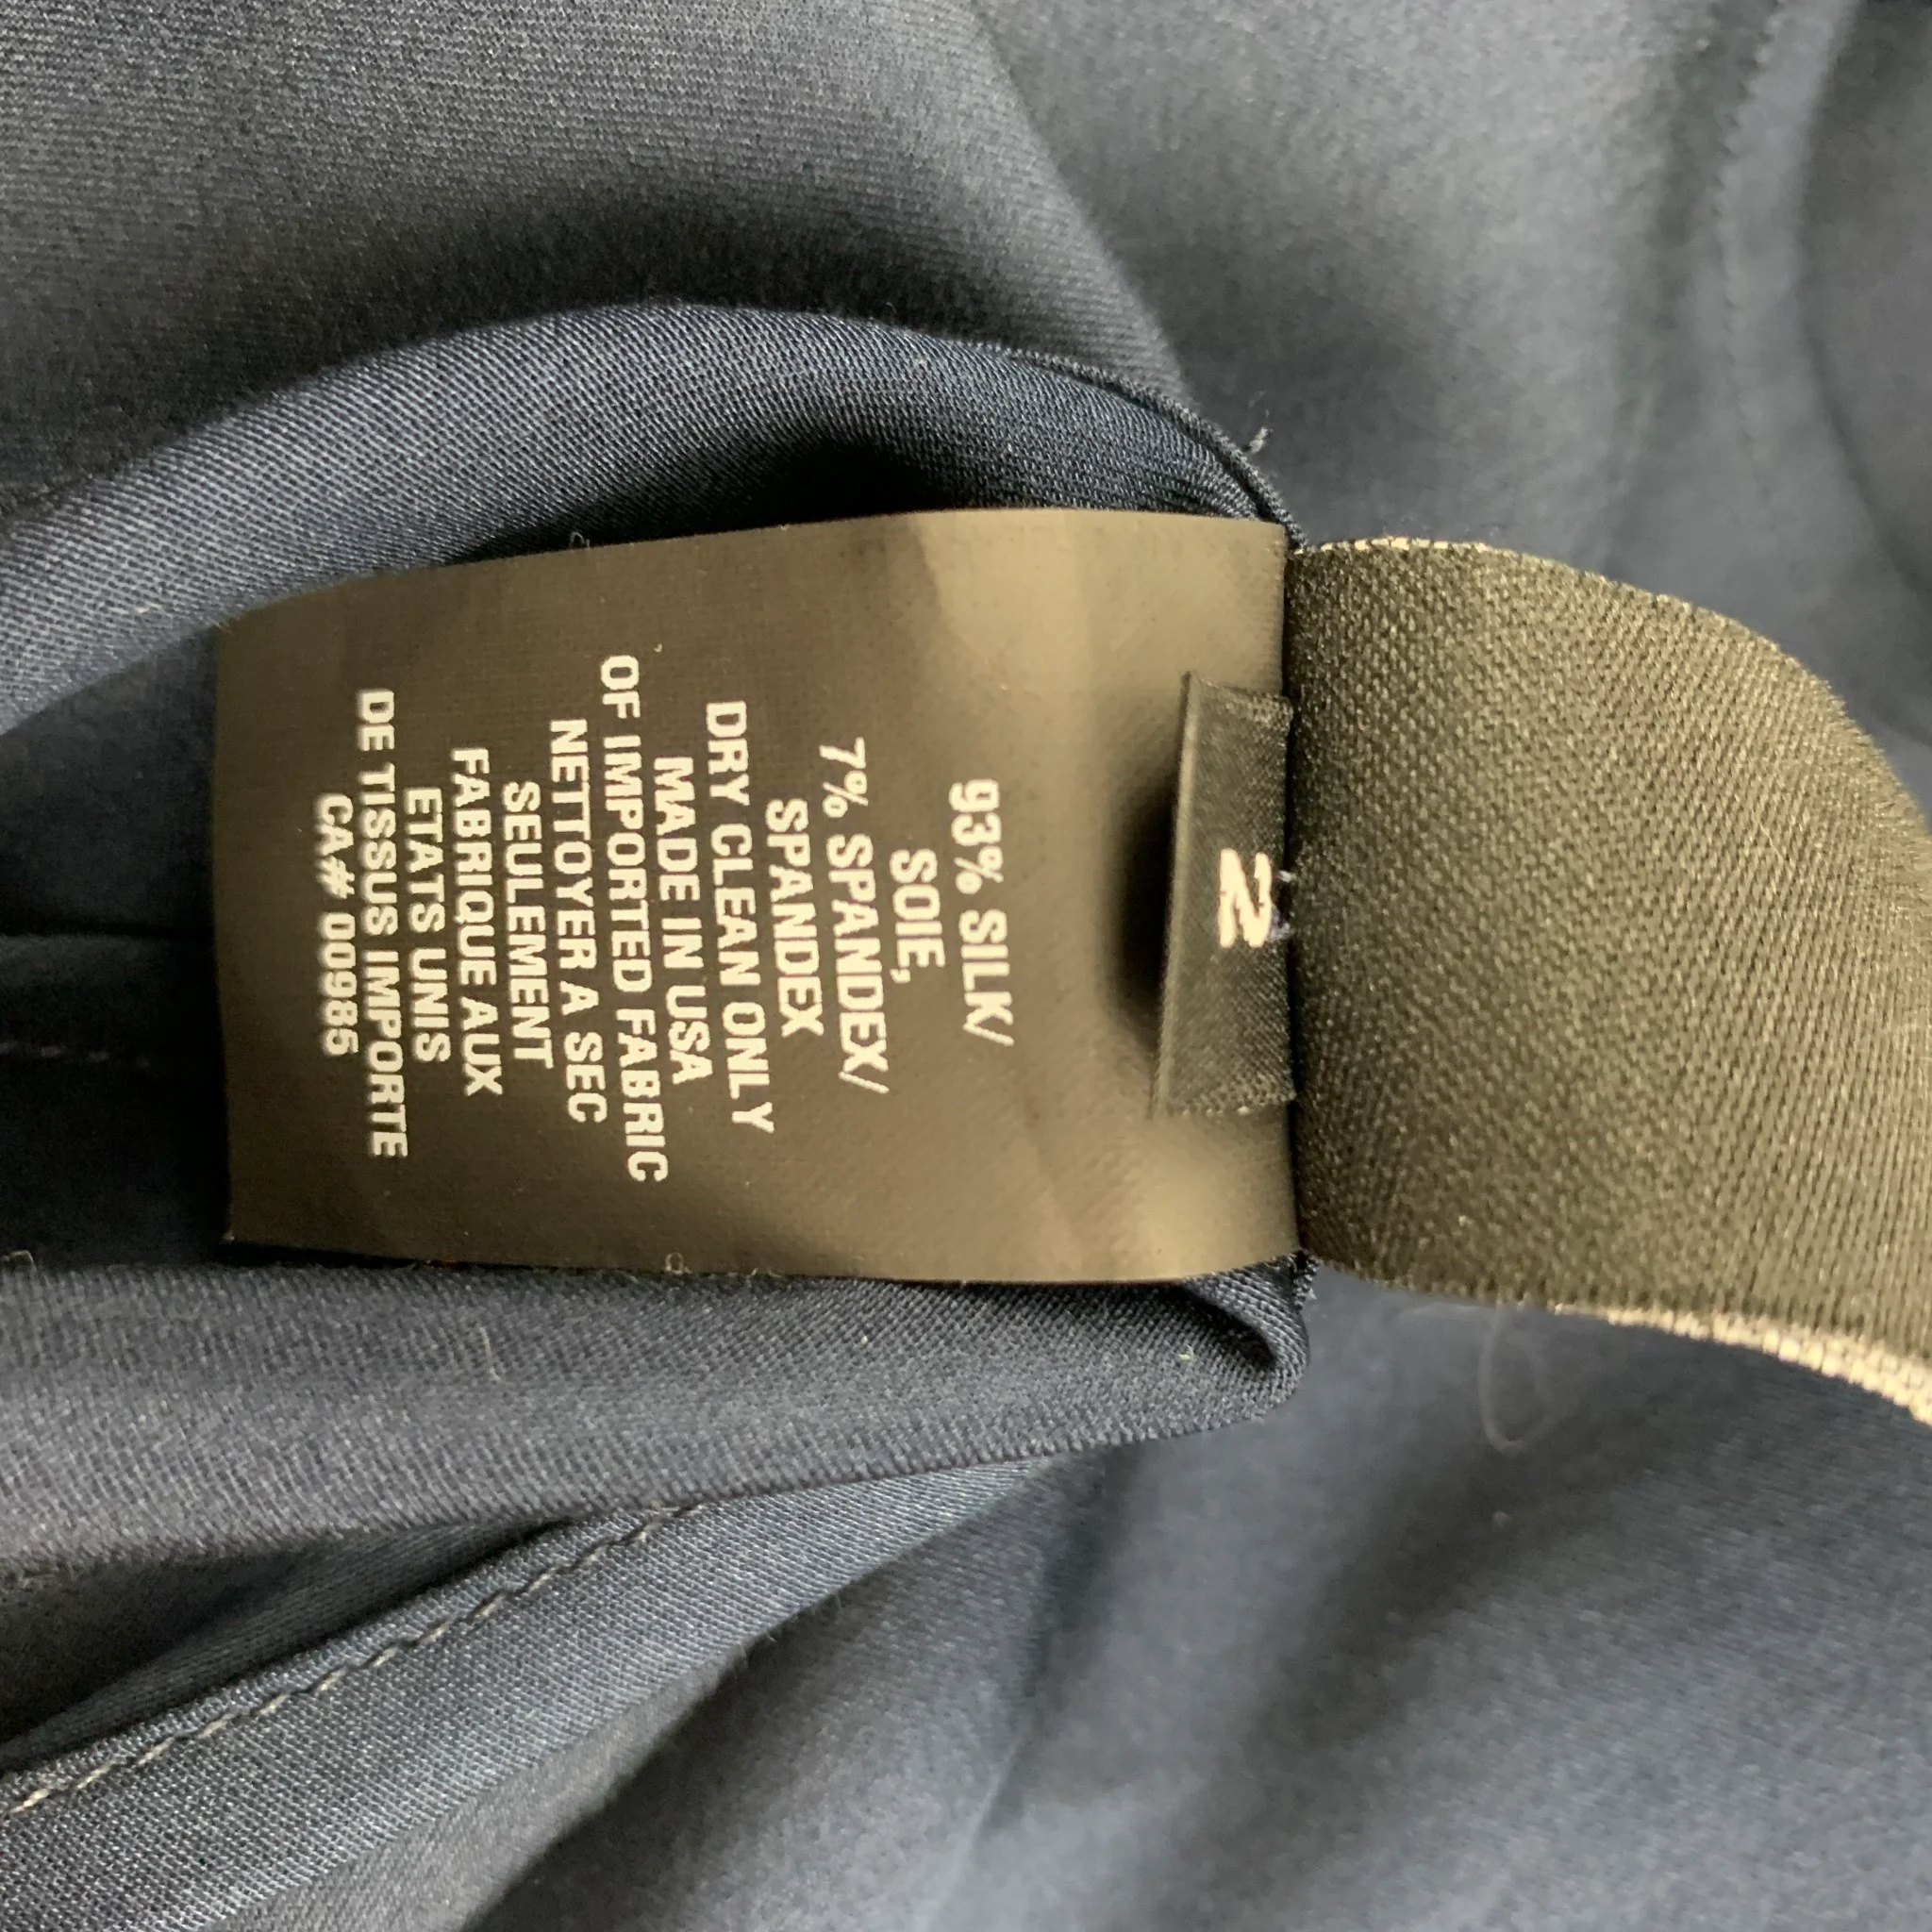 2
93% SILK/
SOIE,
7% SPANDEX/
SPANDEX
DRY CLEAN ONLY
MADE IN USA
OF IMPORTED FABRIC
NETTOYER A SEC
SEULEMENT
FABRIQUE AUX
ETATS UNIS
DE TISSUS IMPORTE
CA# 00985